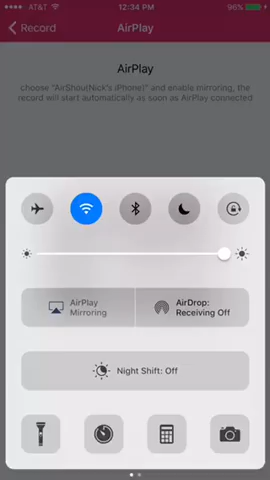 AT&T 12:34 PM 96%
Record AirPlay
AirPlay
choose "AirShou(Nick's iPhone)" and enable mirroring, the
record will start automatically as soon as AirPlay connected
AirPlay
Mirroring
AirDrop:
Receiving Off
Night Shift: Off